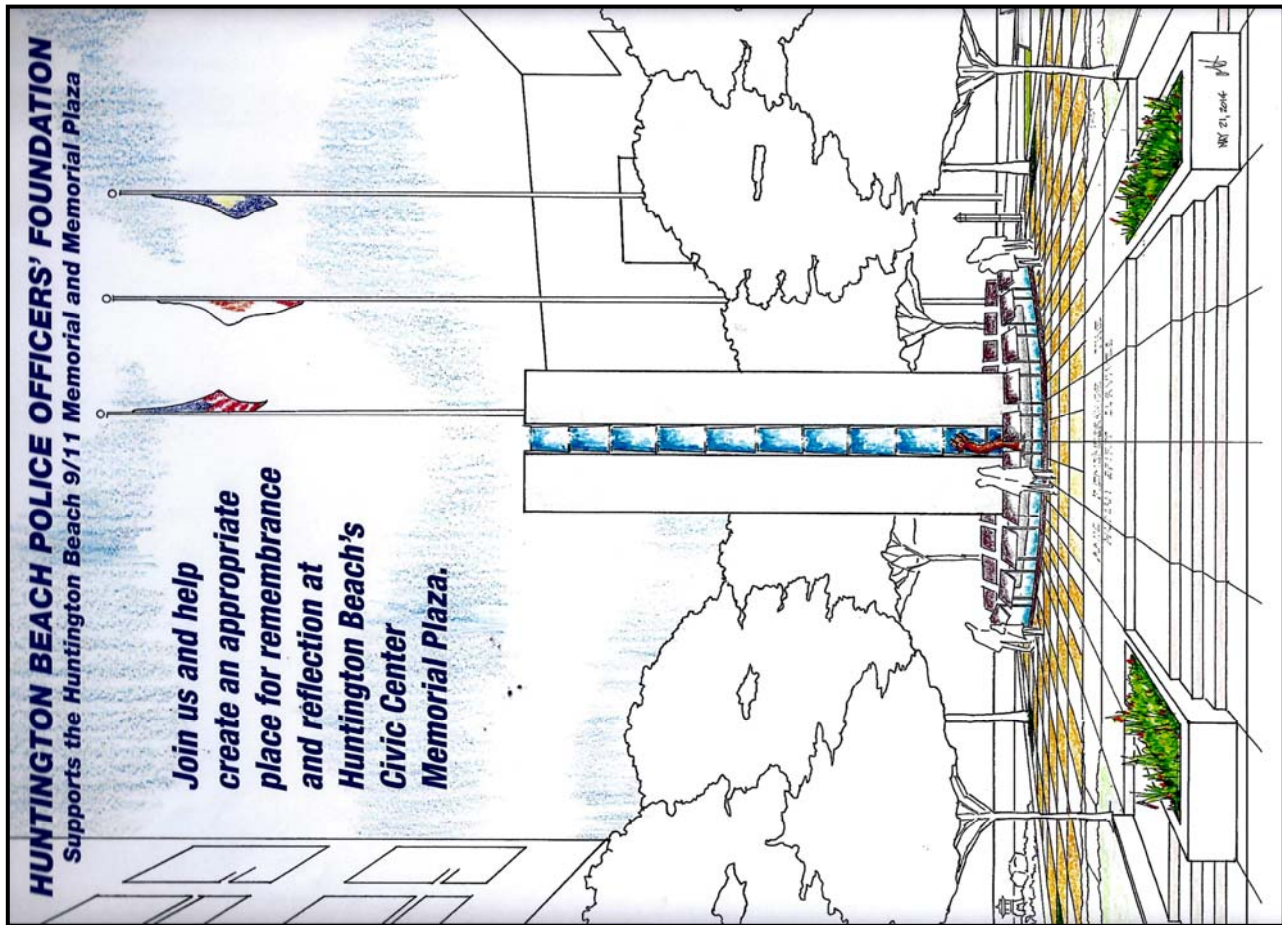 HUNTINGTON BEACH POLICE OFFICERS' FOUNDATION
Supports the Huntington Beach 9/11 Memorial and Memorial Plaza
Join us and help
create an appropriate
place for remembrance
and reflection at
Huntington Beach's
Civic Center
Memorial Plaza.
MAY 21, 2014